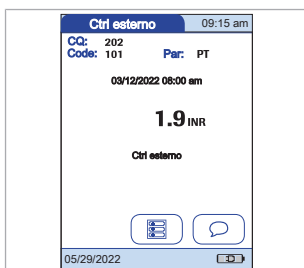 Ctrl esterno 09:15 am
CQ: 202
Code: 101 Par: PT
03/12/2022 08:00 am
1.9 INR
Ctrl esterno
05/29/2022